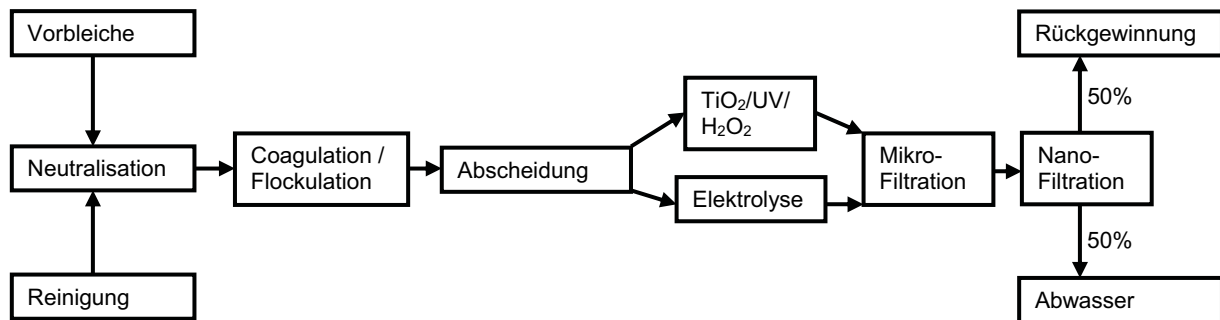 Vorbleiche
Rückgewinnung
TiO₂/UV/
H₂O₂
50%
Neutralisation
Coagulation /
Flockulation
Abscheidung
Mikro-
Filtration
Nano-
Filtration
Elektrolyse
50%
Reinigung
Abwasser